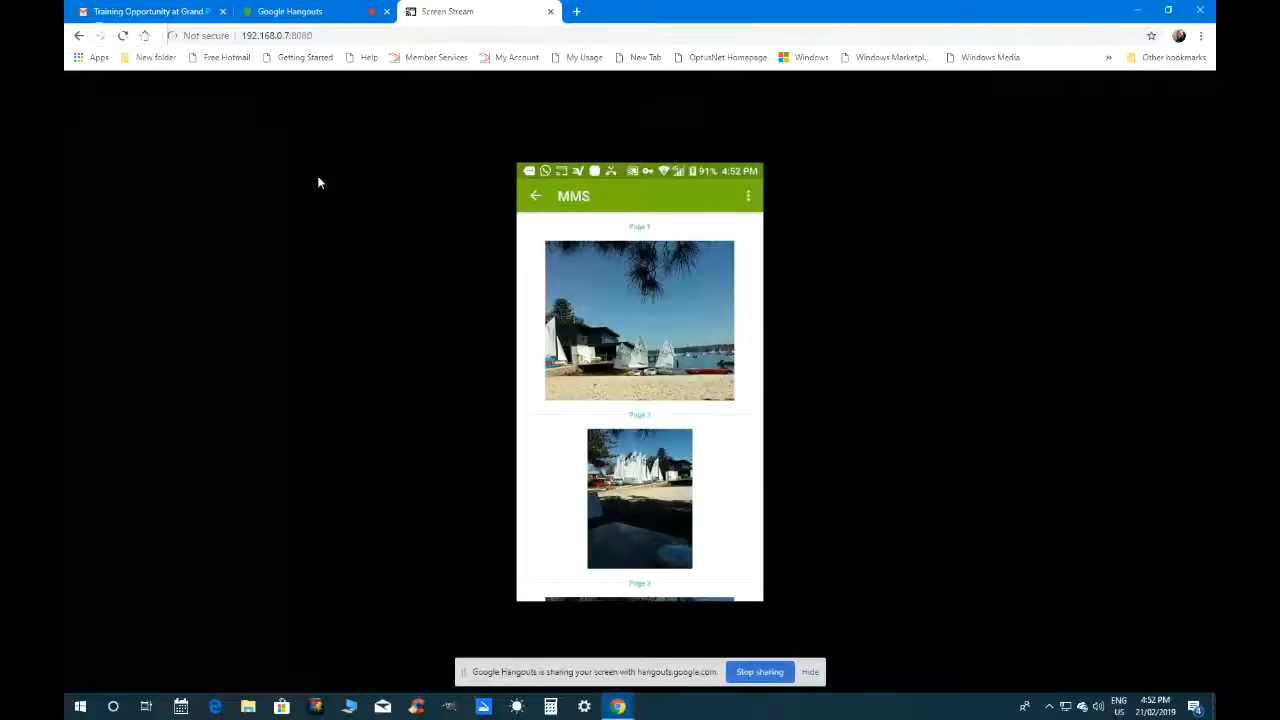 Training Opportunity at Grand P
Google Hangouts
Screen Stream
Not secure
192.168.0.7:8080
Apps
New folder
Free Hotmail
Getting Started
Help
Member Services
My Account
My Usage
New Tab
OptusNet Homepage
Windows
Windows Marketpl...
Windows Media
»
Other bookmarks
91% 4:52 PM
MMS
Page 1
Page 2
Page 3
Google Hangouts is sharing your screen with hangouts.google.com.
Stop sharing
Hide
ENG
US
4:52 PM
21/02/2019